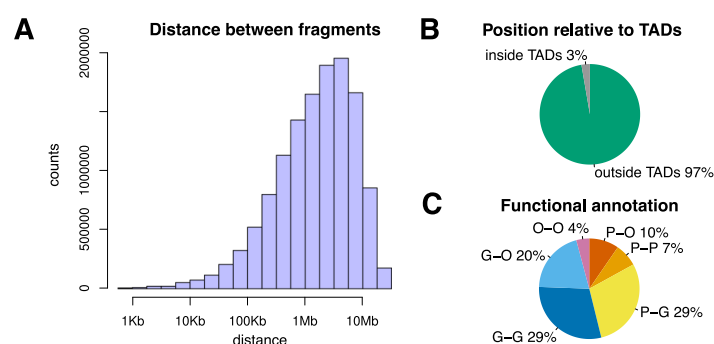 A
Distance between fragments
counts
0
500000
1000000
2000000
1Kb
10Kb
100Kb
1Mb
10Mb
distance
B
Position relative to TADs
inside TADs 3%
outside TADs 97%
C
Functional annotation
O–O 4%
P–O 10%
P–P 7%
G–O 20%
P–G 29%
G–G 29%